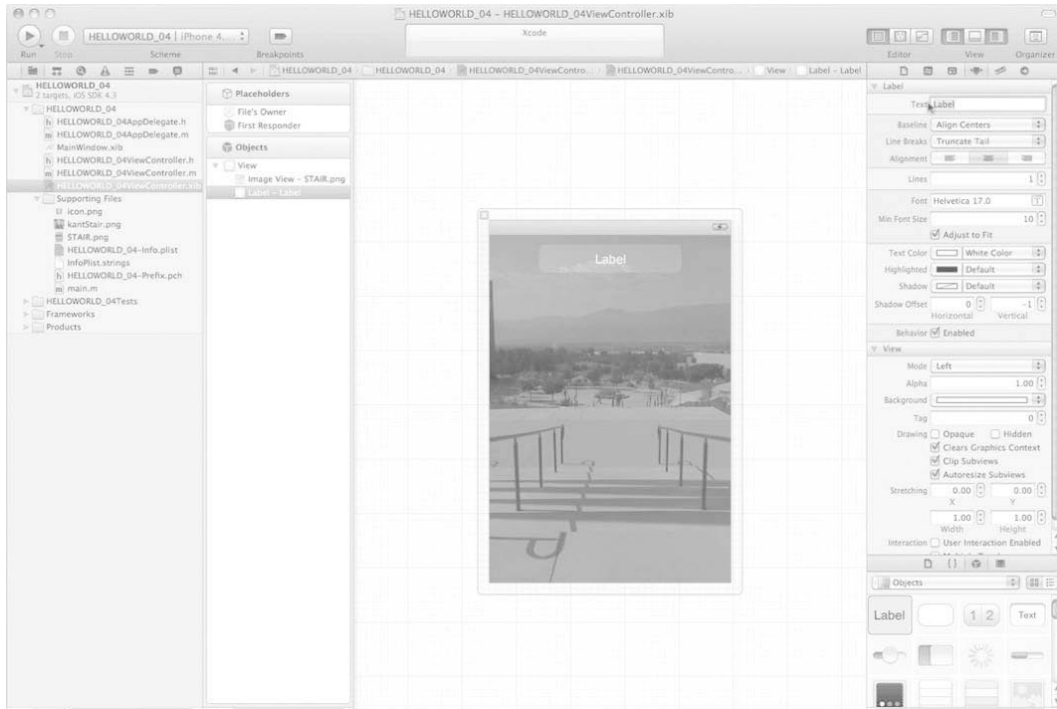 HELLOWORLD_04 - HELLOWORLD_04ViewController.xib
HELLOWORLD_04 | iPhone 4....
Xcode
Run
Stop
Scheme
Breakpoints
Editor
View
Organizer
HELLOWORLD_04
HELLOWORLD_04
HELLOWORLD_04ViewContro...
HELLOWORLD_04ViewContro...
View
Label - Label
HELLOWORLD_04
2 targets, iOS SDK 4.3
HELLOWORLD_04
HELLOWORLD_04AppDelegate.h
HELLOWORLD_04AppDelegate.m
MainWindow.xib
HELLOWORLD_04ViewController.h
HELLOWORLD_04ViewController.m
HELLOWORLD_04ViewController.xib
Supporting Files
icon.png
kantStair.png
STAIR.png
HELLOWORLD_04-Info.plist
InfoPlist.strings
HELLOWORLD_04-Prefix.pch
main.m
HELLOWORLD_04Tests
Frameworks
Products
Placeholders
File's Owner
First Responder
Objects
View
Image View - STAIR.png
Label - Label
Label
Label
Text Label
Baseline Align Centers
Line Breaks Truncate Tail
Alignment
Lines 1
Font Helvetica 17.0
Min Font Size 10
Adjust to Fit
Text Color White Color
Highlighted Default
Shadow Default
Shadow Offset 0 -1
Horizontal Vertical
Behavior Enabled
View
Mode Left
Alpha 1.00
Background
Tag 0
Drawing Opaque Hidden
Clears Graphics Context
Clip Subviews
Autoresize Subviews
Stretching 0.00 0.00
X Y
1.00 1.00
Width Height
Interaction User Interaction Enabled
Objects
Label
1 2
Text